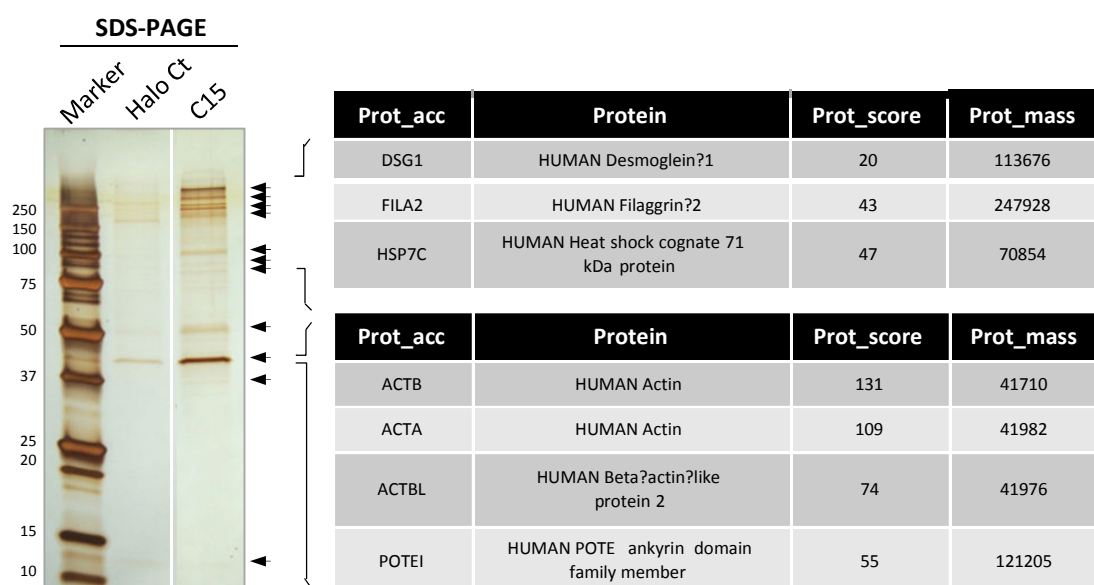 SDS-PAGE
Marker
Halo Ct
C15
250
150
100
75
50
37
25
20
15
10
Prot_acc Protein Prot_score Prot_mass
DSG1 HUMAN Desmoglein?1 20 113676
FILA2 HUMAN Filaggrin?2 43 247928
HSP7C HUMAN Heat shock cognate 71 47 70854
kDa protein
Prot_acc Protein Prot_score Prot_mass
ACTB HUMAN Actin 131 41710
ACTA HUMAN Actin 109 41982
ACTBL HUMAN Beta?actin?like 74 41976
protein 2
POTEI HUMAN POTE ankyrin domain 55 121205
family member